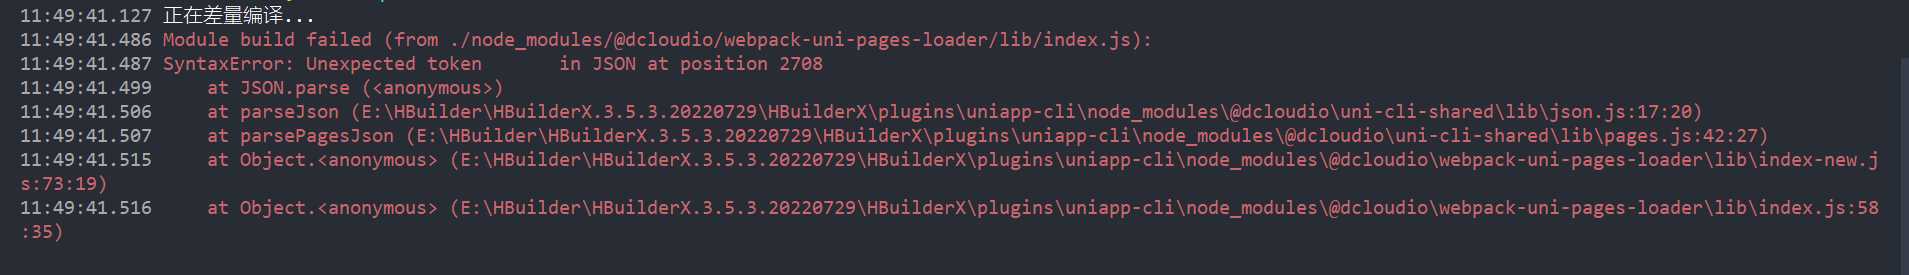 11:49:41.127 正在差量编译...
11:49:41.486 Module build failed (from ./node_modules/@dcloudio/webpack-uni-pages-loader/lib/index.js):
11:49:41.487 SyntaxError: Unexpected token       in JSON at position 2708
11:49:41.499     at JSON.parse (<anonymous>)
11:49:41.506     at parseJson (E:\HBuilder\HBuilderX.3.5.3.20220729\HBuilderX\plugins\uniapp-cli\node_modules\@dcloudio\uni-cli-shared\lib\json.js:17:20)
11:49:41.507     at parsePagesJson (E:\HBuilder\HBuilderX.3.5.3.20220729\HBuilderX\plugins\uniapp-cli\node_modules\@dcloudio\uni-cli-shared\lib\pages.js:42:27)
11:49:41.515     at Object.<anonymous> (E:\HBuilder\HBuilderX.3.5.3.20220729\HBuilderX\plugins\uniapp-cli\node_modules\@dcloudio\webpack-uni-pages-loader\lib\index-new.j
s:73:19)
11:49:41.516     at Object.<anonymous> (E:\HBuilder\HBuilderX.3.5.3.20220729\HBuilderX\plugins\uniapp-cli\node_modules\@dcloudio\webpack-uni-pages-loader\lib\index.js:58
:35)